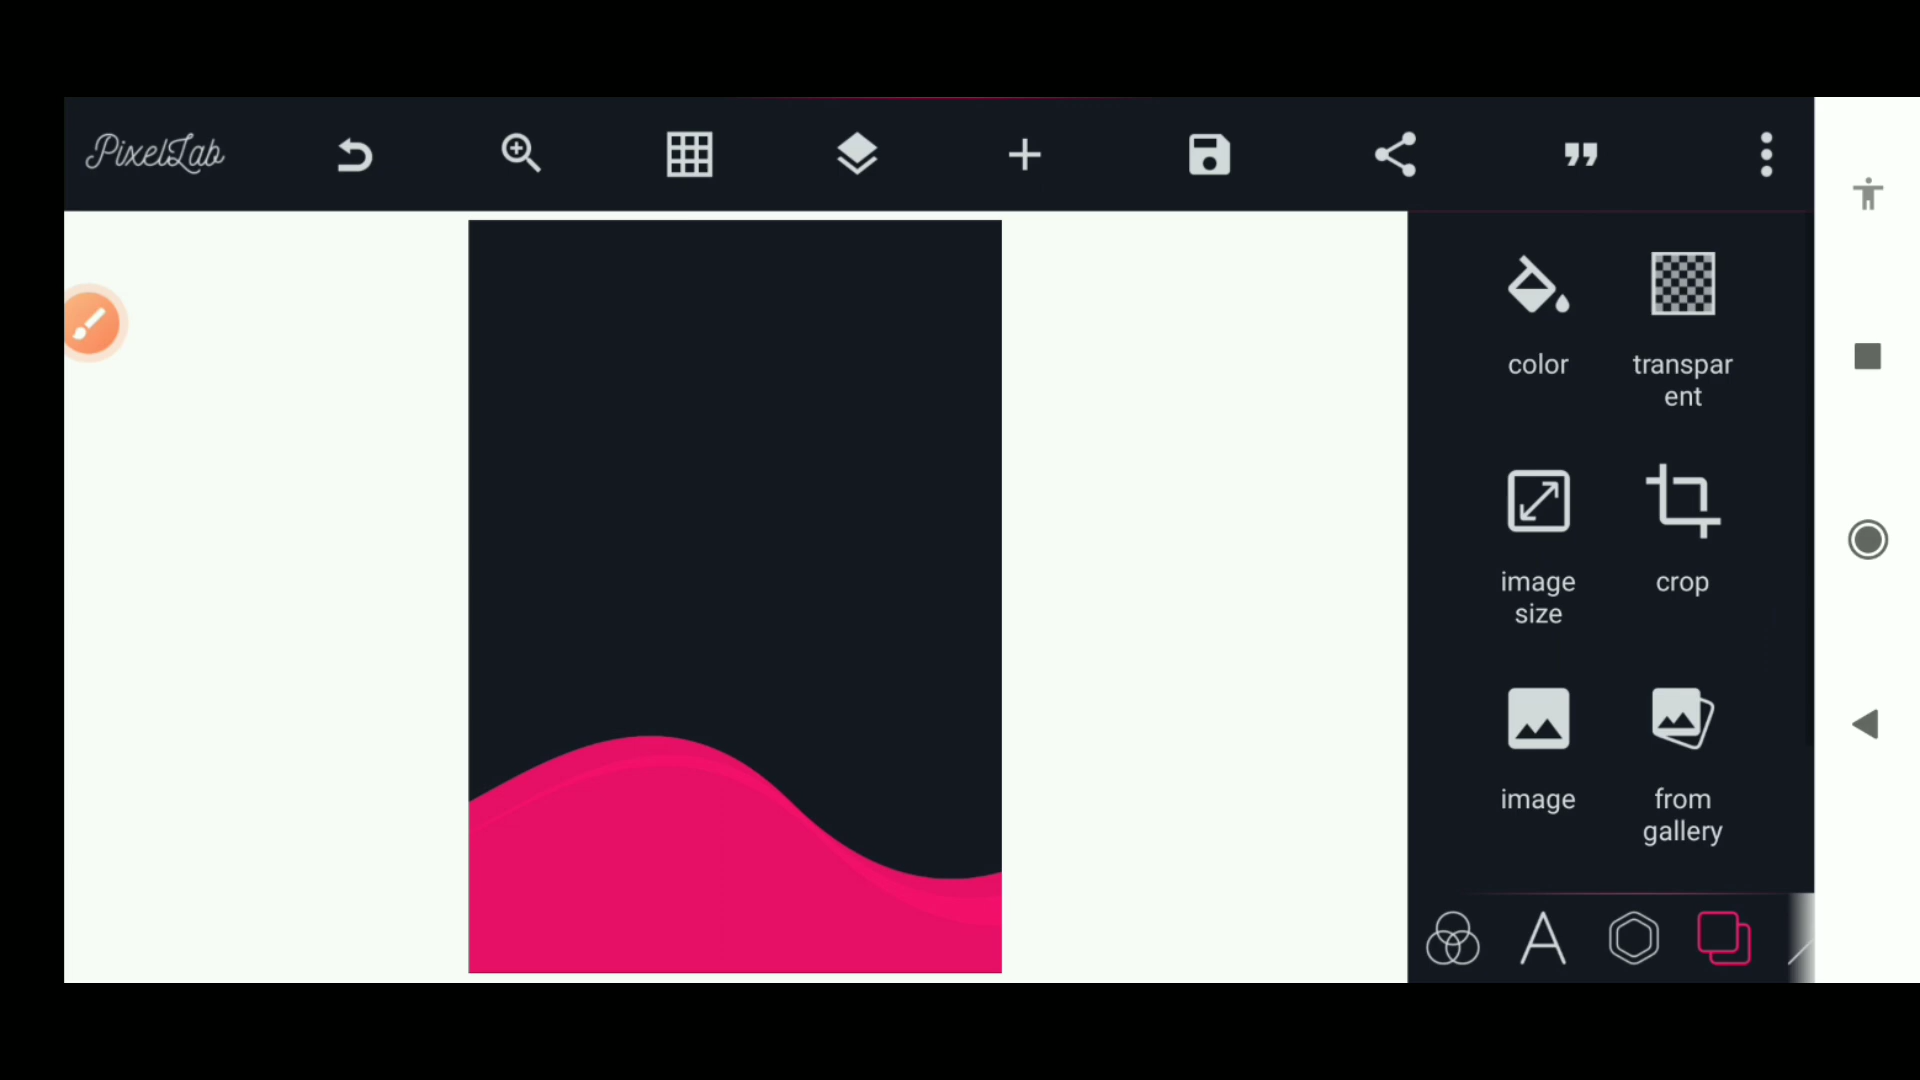 PixelLab
color
transpar
ent
image
size
crop
image
from
gallery